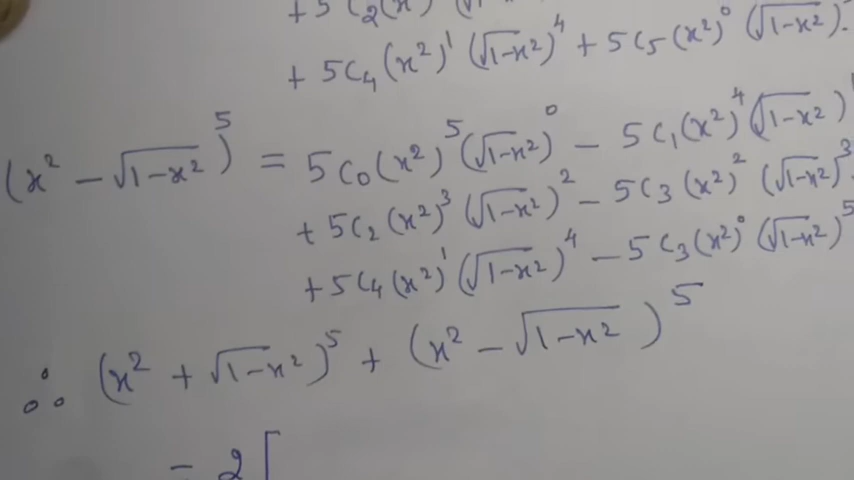 + 5C₂(x²)
+ 5C₄(x²)¹(√1-x²)⁴ + 5C₅(x²)⁰(√1-x²)⁵
(x² - √1-x²)⁵ = 5C₀(x²)⁵(√1-x²)⁰ - 5C₁(x²)⁴(√1-x²)¹
+ 5C₂(x²)³(√1-x²)² - 5C₃(x²)²(√1-x²)³
+ 5C₄(x²)¹(√1-x²)⁴ - 5C₃(x²)⁰(√1-x²)⁵
∴ (x² + √1-x²)⁵ + (x² - √1-x²)⁵
= 2[